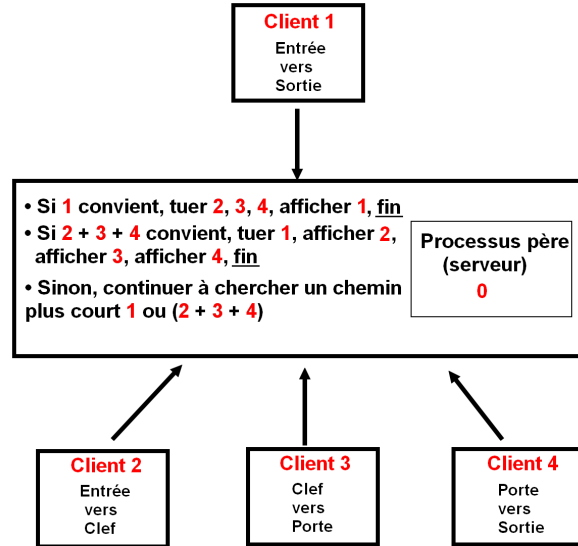 Client 1
Entrée
vers
Sortie
• Si 1 convient, tuer 2, 3, 4, afficher 1, fin
• Si 2 + 3 + 4 convient, tuer 1, afficher 2,
afficher 3, afficher 4, fin
• Sinon, continuer à chercher un chemin
plus court 1 ou (2 + 3 + 4)
Processus père
(serveur)
0
Client 2
Entrée
vers
Clef
Client 3
Clef
vers
Porte
Client 4
Porte
vers
Sortie